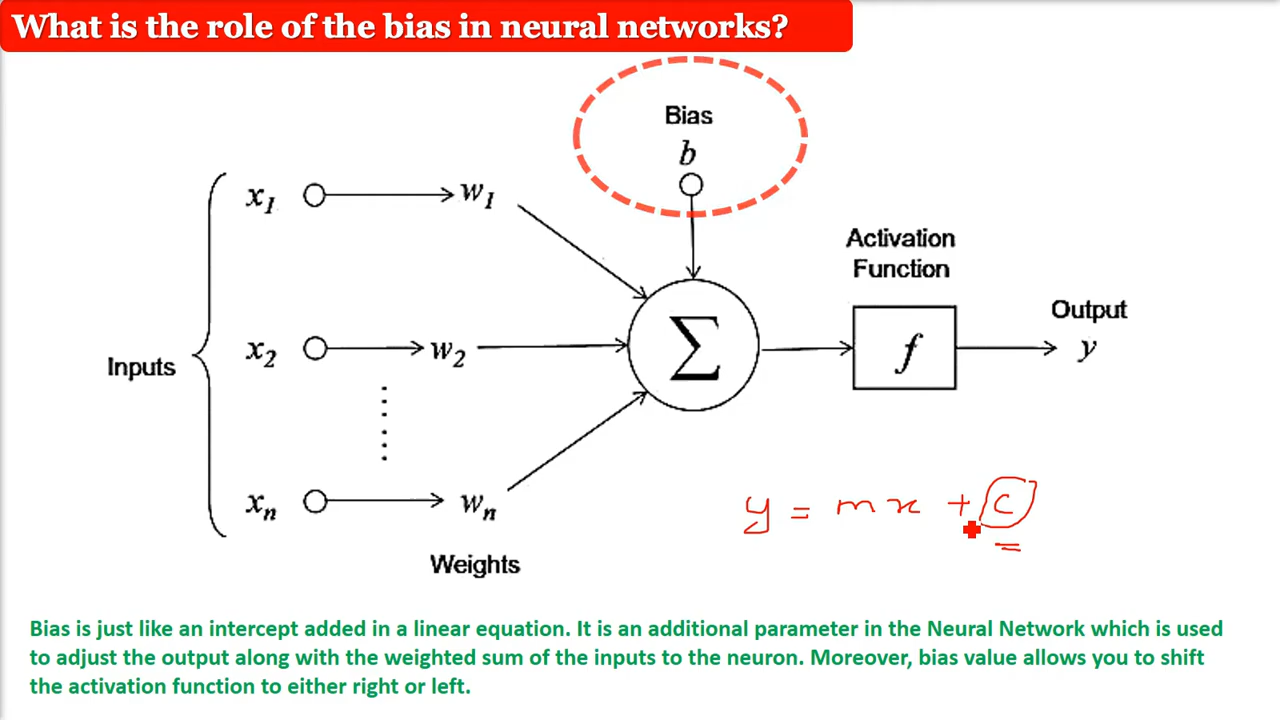 What is the role of the bias in neural networks?
Bias
b
x1 w1
Activation
Function
Output
y
Inputs
x2 w2
Σ
f
xn wn
y = mx + c
Weights
Bias is just like an intercept added in a linear equation. It is an additional parameter in the Neural Network which is used
to adjust the output along with the weighted sum of the inputs to the neuron. Moreover, bias value allows you to shift
the activation function to either right or left.